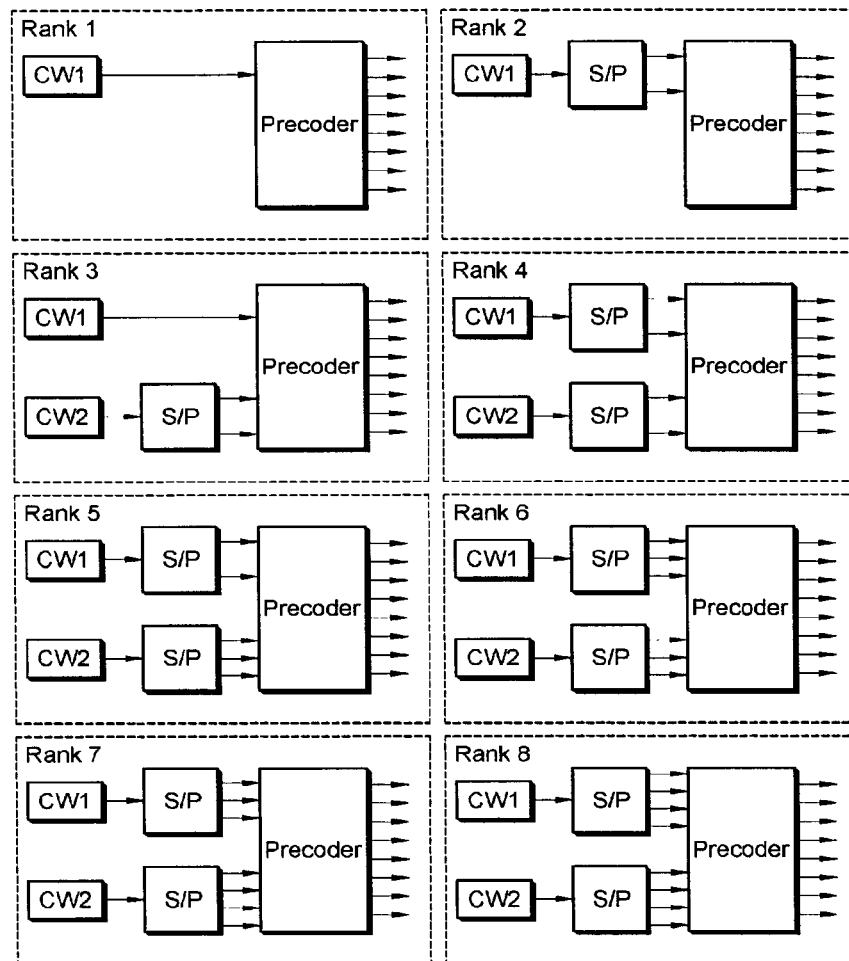 Rank 1
CW1
Precoder
Rank 2
CW1
S/P
Precoder
Rank 3
CW1
CW2
S/P
Precoder
Rank 4
CW1
S/P
CW2
S/P
Precoder
Rank 5
CW1
S/P
CW2
S/P
Precoder
Rank 6
CW1
S/P
CW2
S/P
Precoder
Rank 7
CW1
S/P
CW2
S/P
Precoder
Rank 8
CW1
S/P
CW2
S/P
Precoder